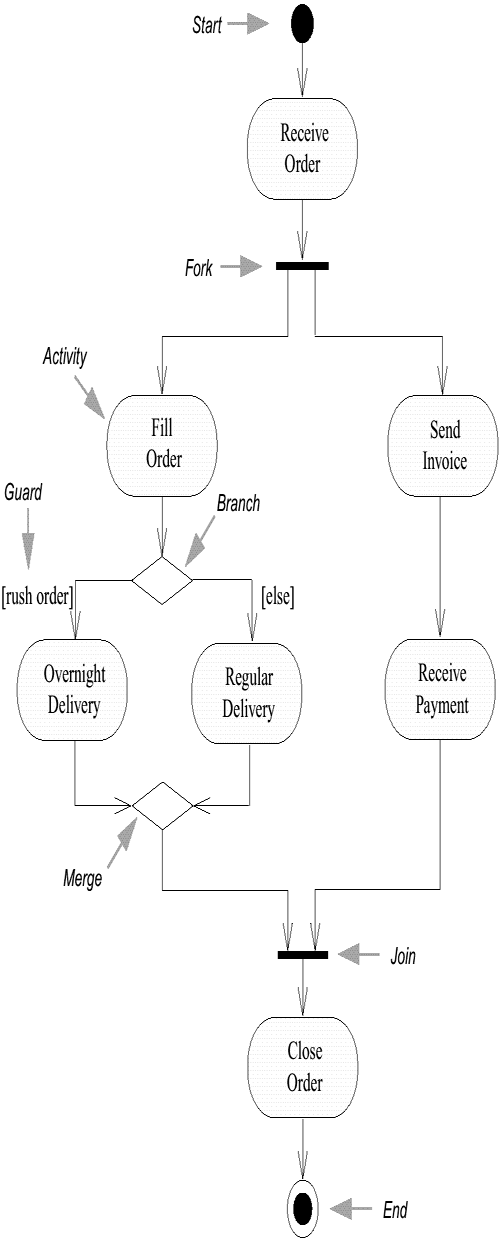 Start
Receive
Order
Fork
Activity
Fill
Order
Send
Invoice
Guard
Branch
[rush order]
[else]
Overnight
Delivery
Regular
Delivery
Receive
Payment
Merge
Join
Close
Order
End